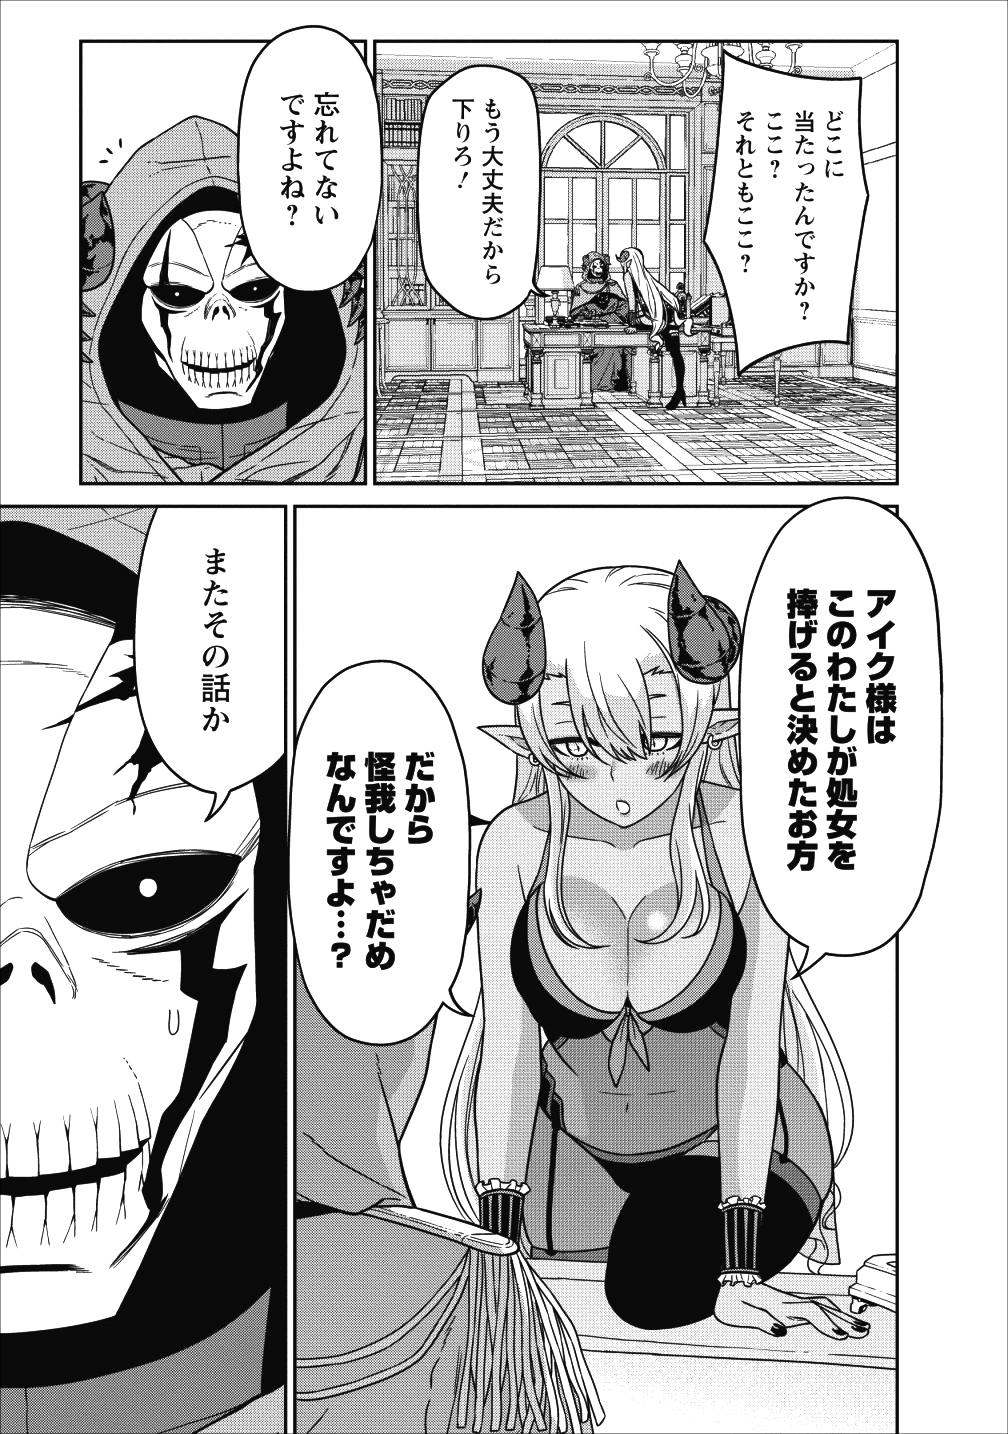 どこに
当たったんですか?
ここ?
それともここ?
もう大丈夫だから
下りろ!
忘れてない
ですよね?
アイク様は
このわたしが処女を
捧げると決めたお方
だから
怪我しちゃだめ
なんですよ…?
またその話か